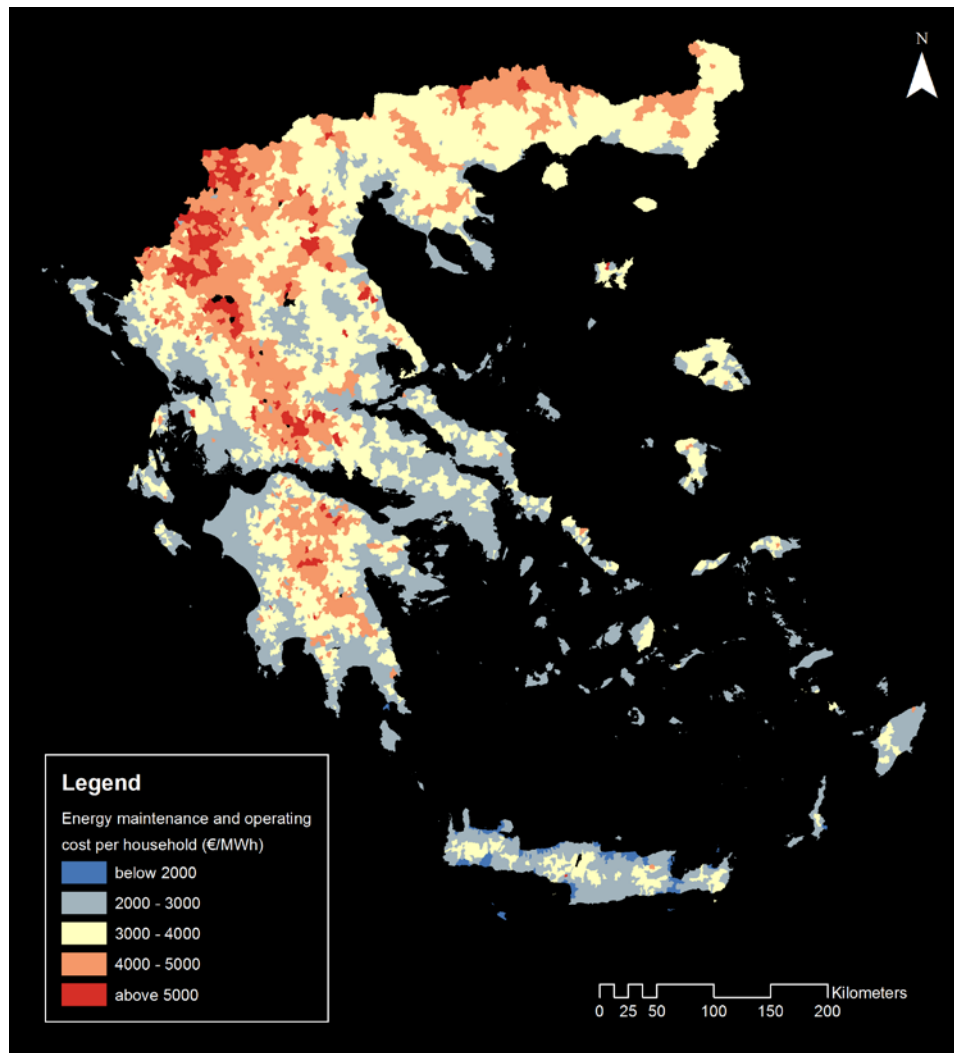 N
Legend
Energy maintenance and operating
cost per household (€/MWh)
below 2000
2000 - 3000
3000 - 4000
4000 - 5000
above 5000
Kilometers
0 25 50 100 150 200